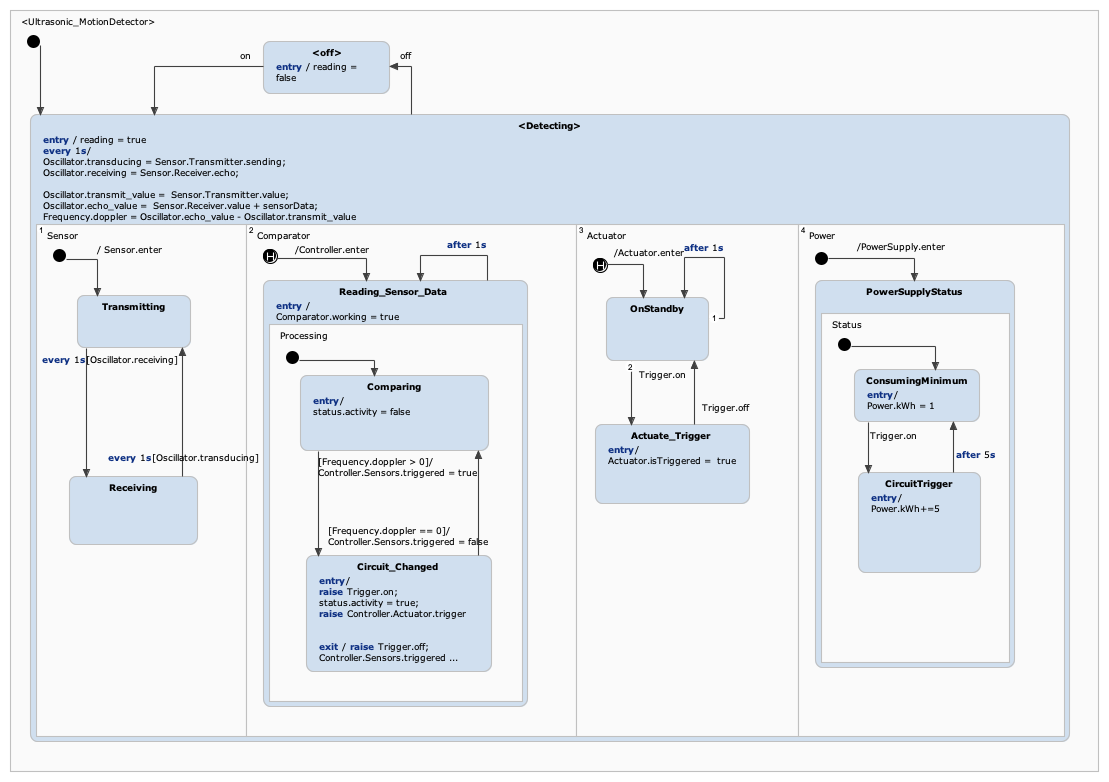 <Ultrasonic_MotionDetector>
on
<off>
entry / reading =
false
off
<Detecting>
entry / reading = true
every 1s/
Oscillator.transducing = Sensor.Transmitter.sending;
Oscillator.receiving = Sensor.Receiver.echo;
Oscillator.transmit_value =  Sensor.Transmitter.value;
Oscillator.echo_value =  Sensor.Receiver.value + sensorData;
Frequency.doppler = Oscillator.echo_value - Oscillator.transmit_value
1
Sensor
/ Sensor.enter
Transmitting
every 1s[Oscillator.receiving]
every 1s[Oscillator.transducing]
Receiving
2
Comparator
H
/Controller.enter
after 1s
Reading_Sensor_Data
entry /
Comparator.working = true
Processing
Comparing
entry/
status.activity = false
[Frequency.doppler > 0]/
Controller.Sensors.triggered = true
[Frequency.doppler == 0]/
Controller.Sensors.triggered = false
Circuit_Changed
entry/
raise Trigger.on;
status.activity = true;
raise Controller.Actuator.trigger
exit / raise Trigger.off;
Controller.Sensors.triggered ...
3
Actuator
H
/Actuator.enter
after 1s
OnStandby
1
2
Trigger.on
Trigger.off
Actuate_Trigger
entry/
Actuator.isTriggered =  true
4
Power
/PowerSupply.enter
PowerSupplyStatus
Status
ConsumingMinimum
entry/
Power.kWh = 1
Trigger.on
after 5s
CircuitTrigger
entry/
Power.kWh+=5